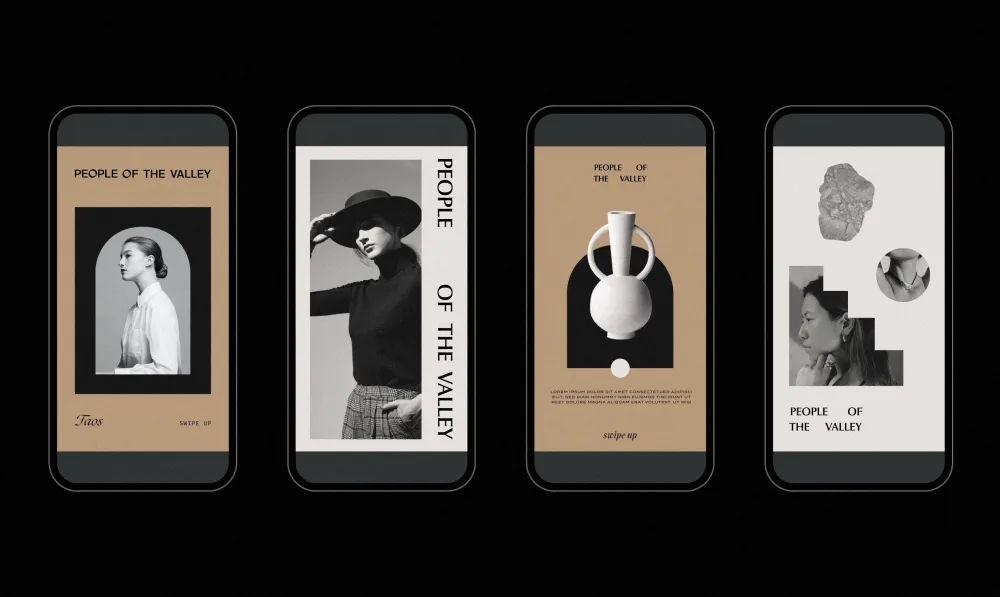 PEOPLE OF THE VALLEY
Taos
SWIPE UP
PEOPLE OF THE VALLEY
PEOPLE OF
THE VALLEY
LOREM IPSUM DOLOR SIT AMET CONSECTETUER ADIPISCI
ELIT, SED DIAM NONUMMY NIBH EUISMOD TINCIDUNT UT
REET DOLORE MAGNA ALIQUAM ERAT VOLUTPAT. UT WISI
swipe up
PEOPLE OF
THE VALLEY